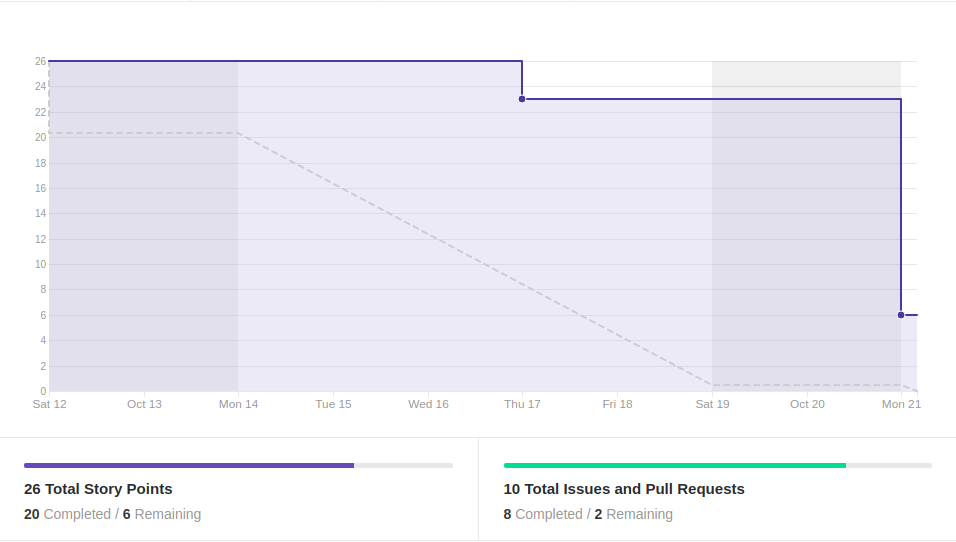 26
24
22
20
18
16
14
12
10
8
6
4
2
0
Sat 12 Oct 13 Mon 14 Tue 15 Wed 16 Thu 17 Fri 18 Sat 19 Oct 20 Mon 21
26 Total Story Points
20 Completed / 6 Remaining
10 Total Issues and Pull Requests
8 Completed / 2 Remaining